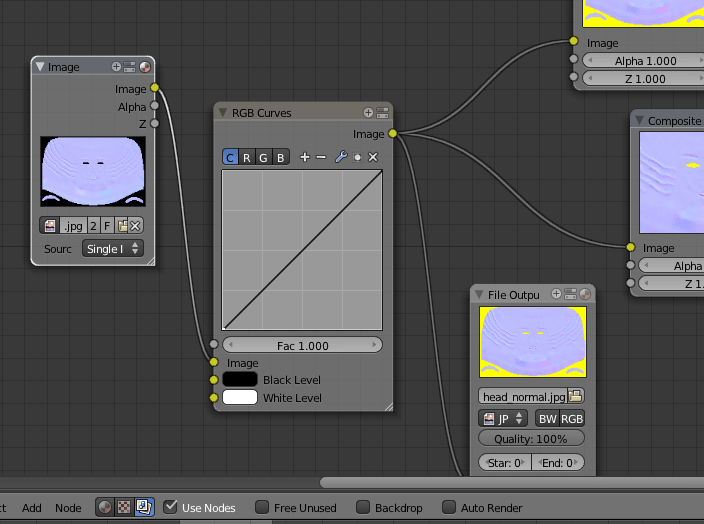 Image
Alpha 1.000
Z 1.000
Image
Image
Alpha
Z
.jpg 2 F
Sourc Single I
RGB Curves
Image
C R G B
Fac 1.000
Image
Black Level
White Level
Composite
Image
Alpha
Z 1.
File Outpu
head_normal.jpg
JP BW RGB
Quality: 100%
Star: 0 End: 0
ct Add Node Use Nodes Free Unused Backdrop Auto Render